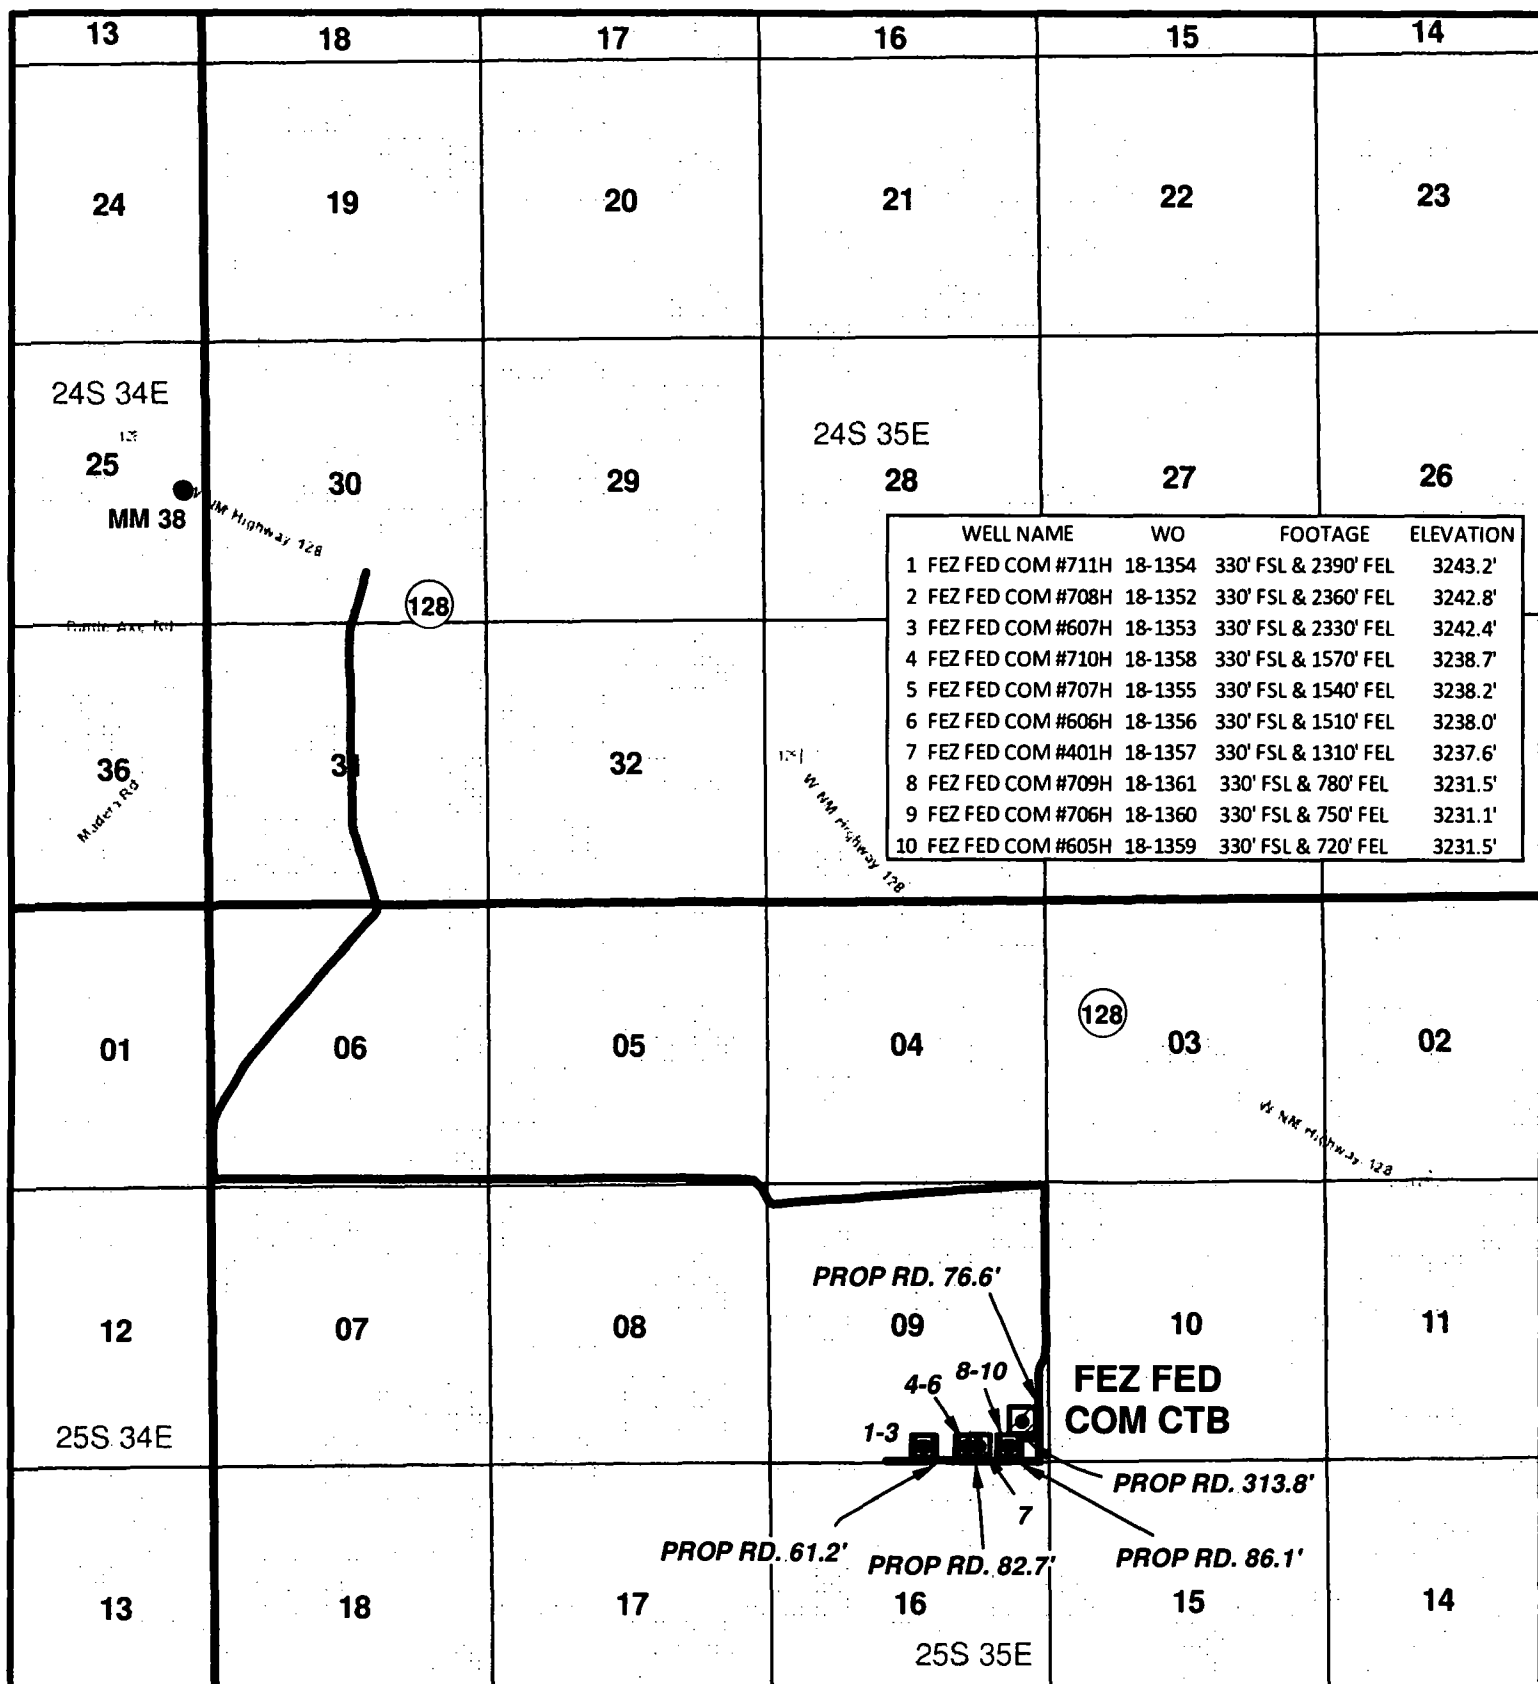 13 18 17 16 15 14
24 19 20 21 22 23
24S 34E
24S 35E
25 30 29 28 27 26
MM 38
NM Highway 128
128
WELL NAME WO FOOTAGE ELEVATION
1 FEZ FED COM #711H 18-1354 330' FSL & 2390' FEL 3243.2'
2 FEZ FED COM #708H 18-1352 330' FSL & 2360' FEL 3242.8'
3 FEZ FED COM #607H 18-1353 330' FSL & 2330' FEL 3242.4'
4 FEZ FED COM #710H 18-1358 330' FSL & 1570' FEL 3238.7'
5 FEZ FED COM #707H 18-1355 330' FSL & 1540' FEL 3238.2'
6 FEZ FED COM #606H 18-1356 330' FSL & 1510' FEL 3238.0'
7 FEZ FED COM #401H 18-1357 330' FSL & 1310' FEL 3237.6'
8 FEZ FED COM #709H 18-1361 330' FSL & 780' FEL 3231.5'
9 FEZ FED COM #706H 18-1360 330' FSL & 750' FEL 3231.1'
10 FEZ FED COM #605H 18-1359 330' FSL & 720' FEL 3231.5'
36 31 32
Madera Rd
W NM Highway 128
128
01 06 05 04 03 02
W NM Highway 128
PROP RD. 76.6'
12 07 08 09 10 11
4-6 8-10
FEZ FED
COM CTB
1-3
25S 34E
PROP RD. 313.8'
7
PROP RD. 61.2' PROP RD. 82.7' PROP RD. 86.1'
13 18 17 16 15 14
25S 35E